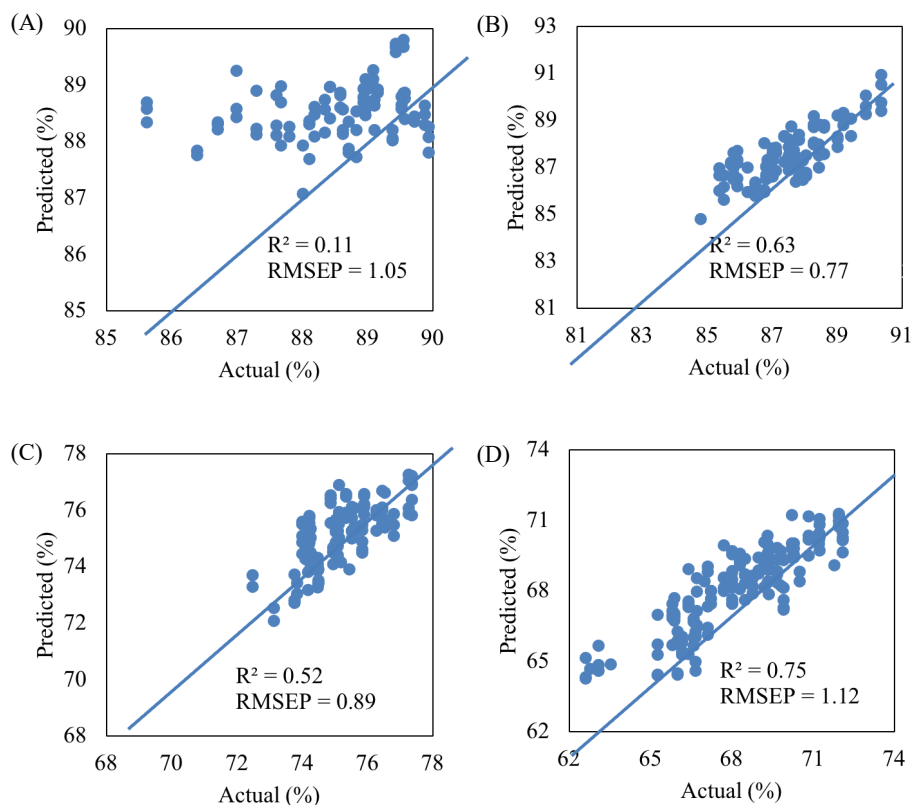 (A)
90
89
88
87
86
85
Predicted (%)
R² = 0.11
RMSEP = 1.05
85 86 87 88 89 90
Actual (%)
(B)
93
91
89
87
85
83
81
Predicted (%)
R² = 0.63
RMSEP = 0.77
81 83 85 87 89 91
Actual (%)
(C)
78
76
74
72
70
68
Predicted (%)
R² = 0.52
RMSEP = 0.89
68 70 72 74 76 78
Actual (%)
(D)
74
71
68
65
62
Predicted (%)
R² = 0.75
RMSEP = 1.12
62 65 68 71 74
Actual (%)